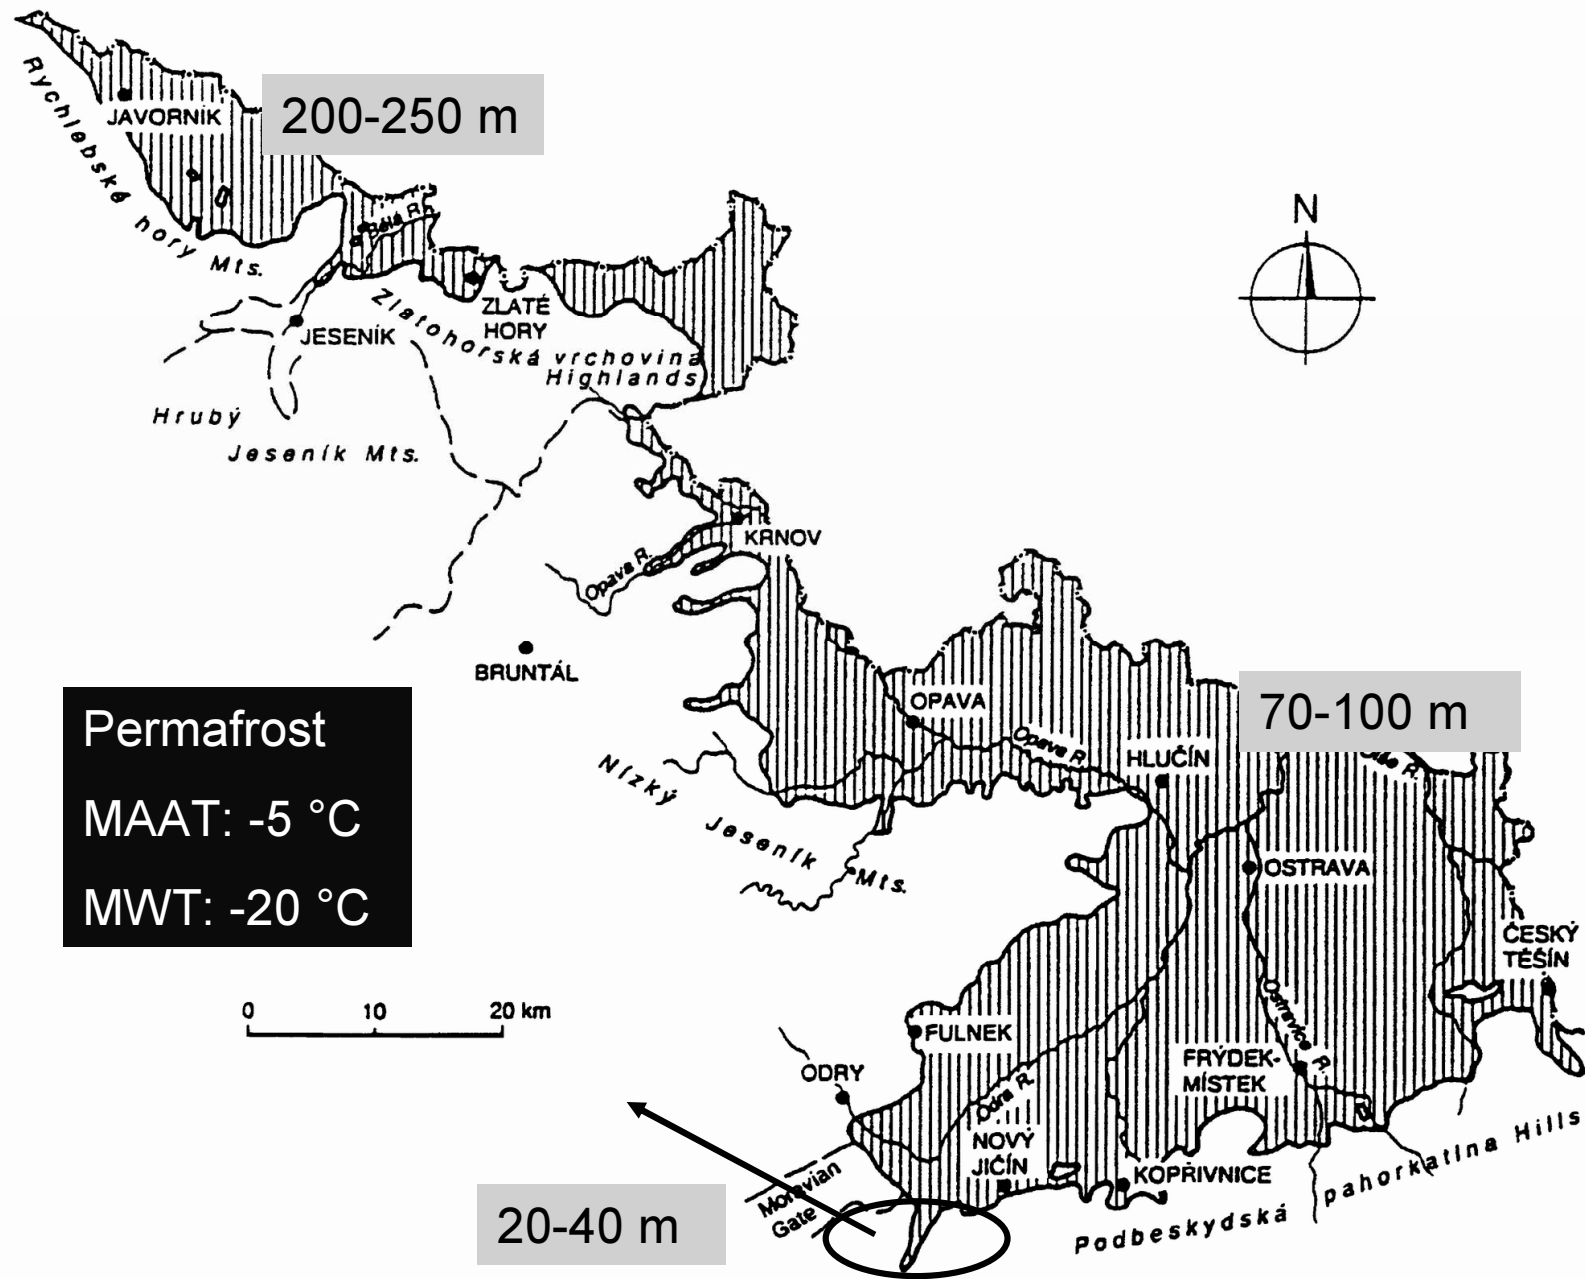 Rychlebské hory Mts.
JAVORNÍK
200-250 m
Bělá R.
N
ZLATÉ
HORY
JESENÍK
Zlatohorská vrchovina
Highlands
Hrubý
Jeseník Mts.
KRNOV
Opava R.
BRUNTÁL
OPAVA
Opava R.
70-100 m
HLUČÍN
Permafrost
MAAT: -5 °C
MWT: -20 °C
Nízký
Jeseník
Mts.
OSTRAVA
ČESKÝ
TĚŠÍN
0 10 20 km
Ostravice R.
FULNEK
ODRY
Odra R.
FRÝDEK-
MÍSTEK
NOVÝ
JIČÍN
KOPŘIVNICE
Moravian
Gate
20-40 m
Podbeskydská pahorkatina Hills